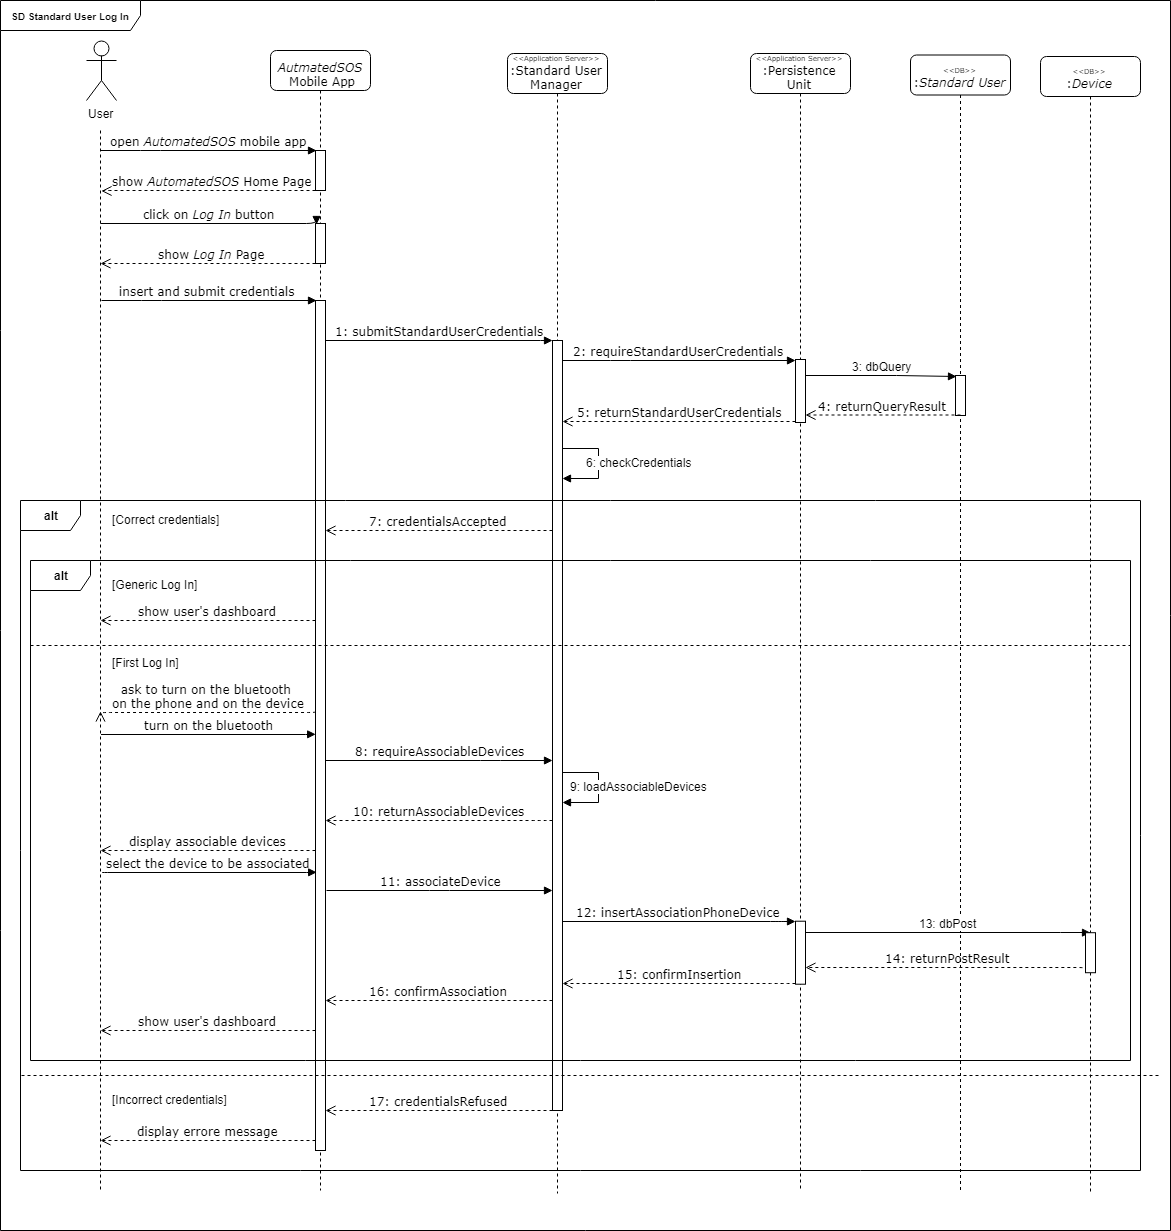 SD Standard User Log In
User
AutmatedSOS
Mobile App
<<Application Server>>
:Standard User
Manager
<<Application Server>>
:Persistence
Unit
<<DB>>
:Standard User
<<DB>>
:Device
open AutomatedSOS mobile app
show AutomatedSOS Home Page
click on Log In button
show Log In Page
insert and submit credentials
1: submitStandardUserCredentials
2: requireStandardUserCredentials
3: dbQuery
4: returnQueryResult
5: returnStandardUserCredentials
6: checkCredentials
alt
[Correct credentials]
7: credentialsAccepted
alt
[Generic Log In]
show user's dashboard
[First Log In]
ask to turn on the bluetooth
on the phone and on the device
turn on the bluetooth
8: requireAssociableDevices
9: loadAssociableDevices
10: returnAssociableDevices
display associable devices
select the device to be associated
11: associateDevice
12: insertAssociationPhoneDevice
13: dbPost
14: returnPostResult
15: confirmInsertion
16: confirmAssociation
show user's dashboard
[Incorrect credentials]
17: credentialsRefused
display errore message